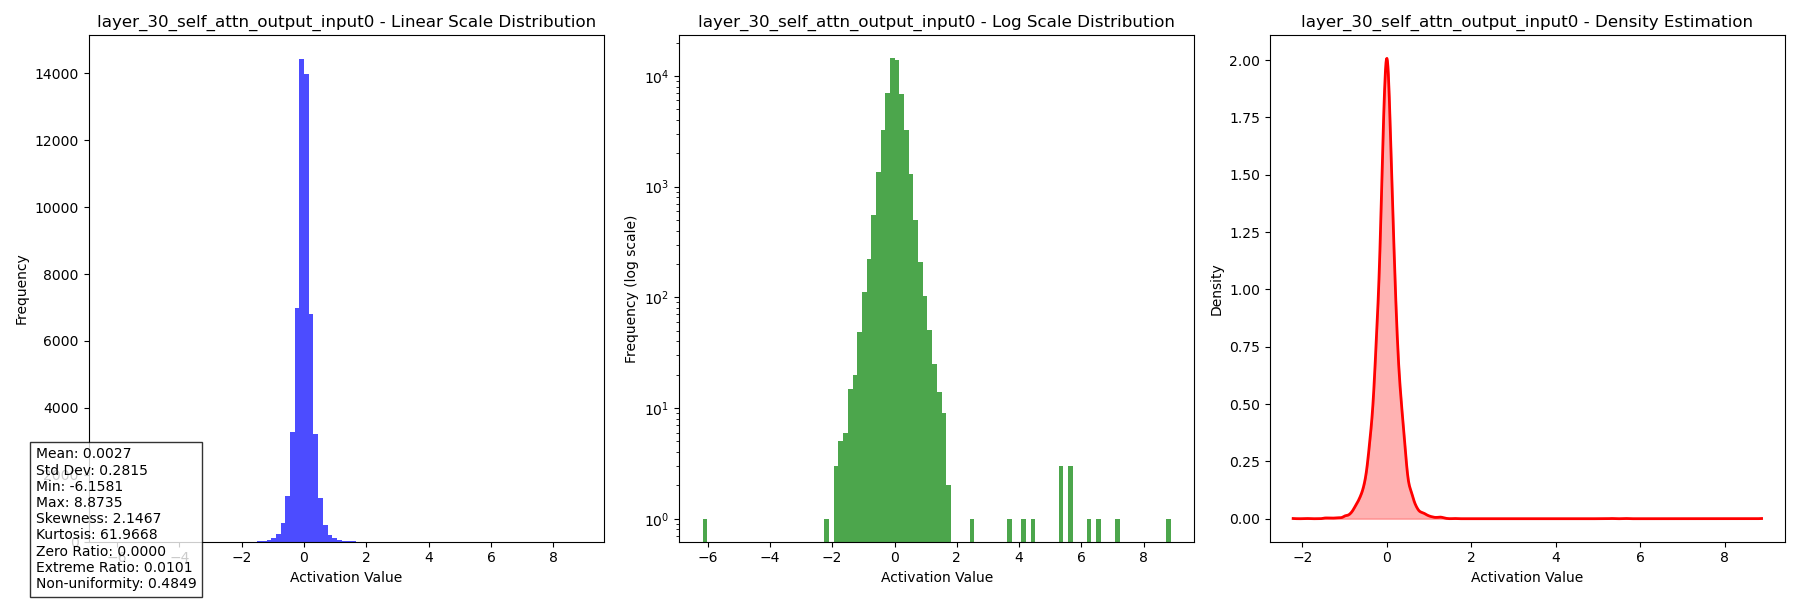 layer_30_self_attn_output_input0 - Linear Scale Distribution
Frequency
14000
12000
10000
8000
6000
4000
2000
0
−6 −4 −2 0 2 4 6 8
Activation Value
Mean: 0.0027
Std Dev: 0.2815
Min: -6.1581
Max: 8.8735
Skewness: 2.1467
Kurtosis: 61.9668
Zero Ratio: 0.0000
Extreme Ratio: 0.0101
Non-uniformity: 0.4849
layer_30_self_attn_output_input0 - Log Scale Distribution
Frequency (log scale)
10⁴
10³
10²
10¹
10⁰
−6 −4 −2 0 2 4 6 8
Activation Value
layer_30_self_attn_output_input0 - Density Estimation
Density
2.00
1.75
1.50
1.25
1.00
0.75
0.50
0.25
0.00
−2 0 2 4 6 8
Activation Value